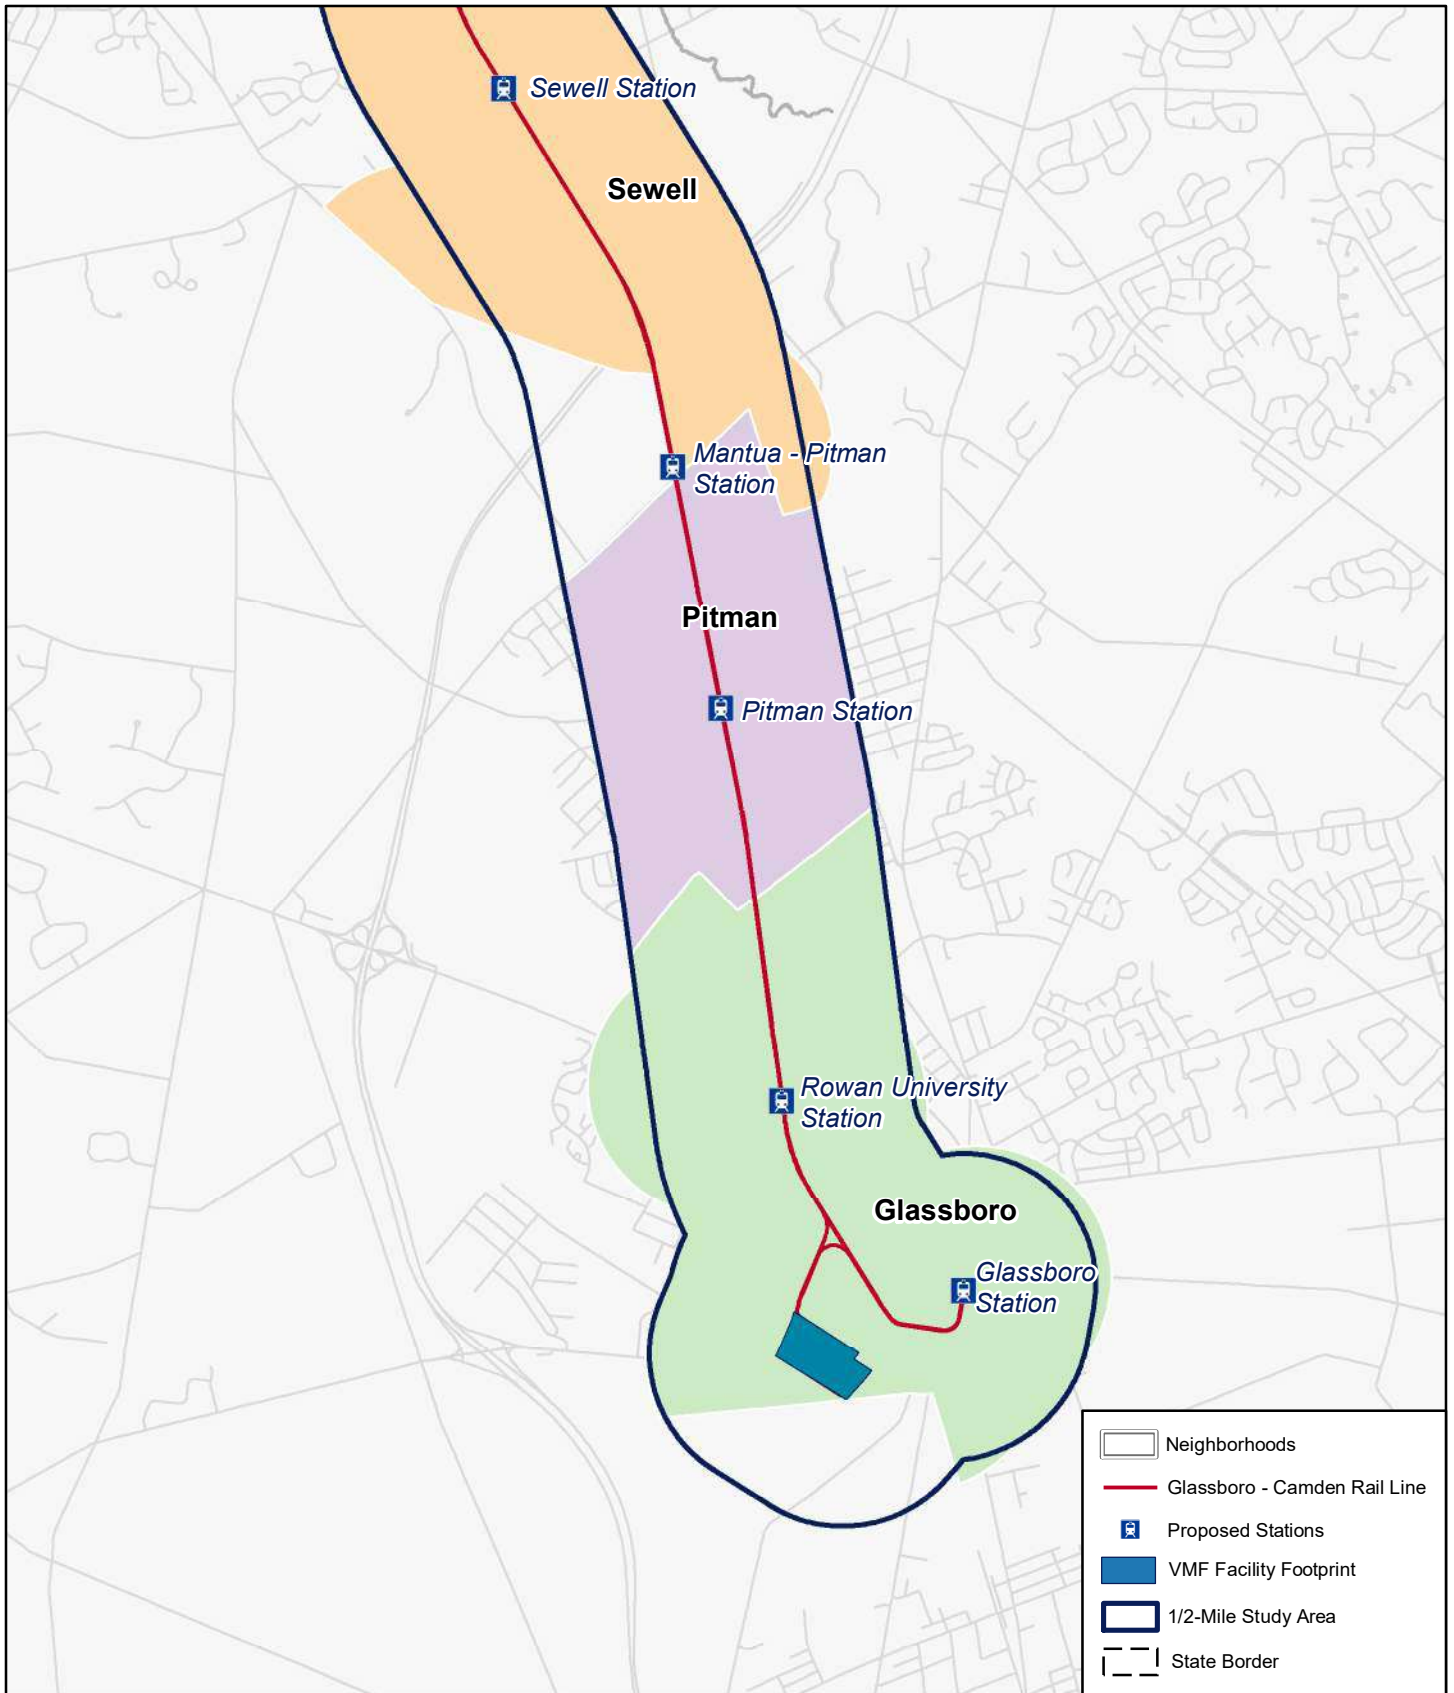 Sewell Station
Sewell
Mantua - Pitman
Station
Pitman
Pitman Station
Rowan University
Station
Glassboro
Glassboro
Station
Neighborhoods
Glassboro - Camden Rail Line
Proposed Stations
VMF Facility Footprint
1/2-Mile Study Area
State Border